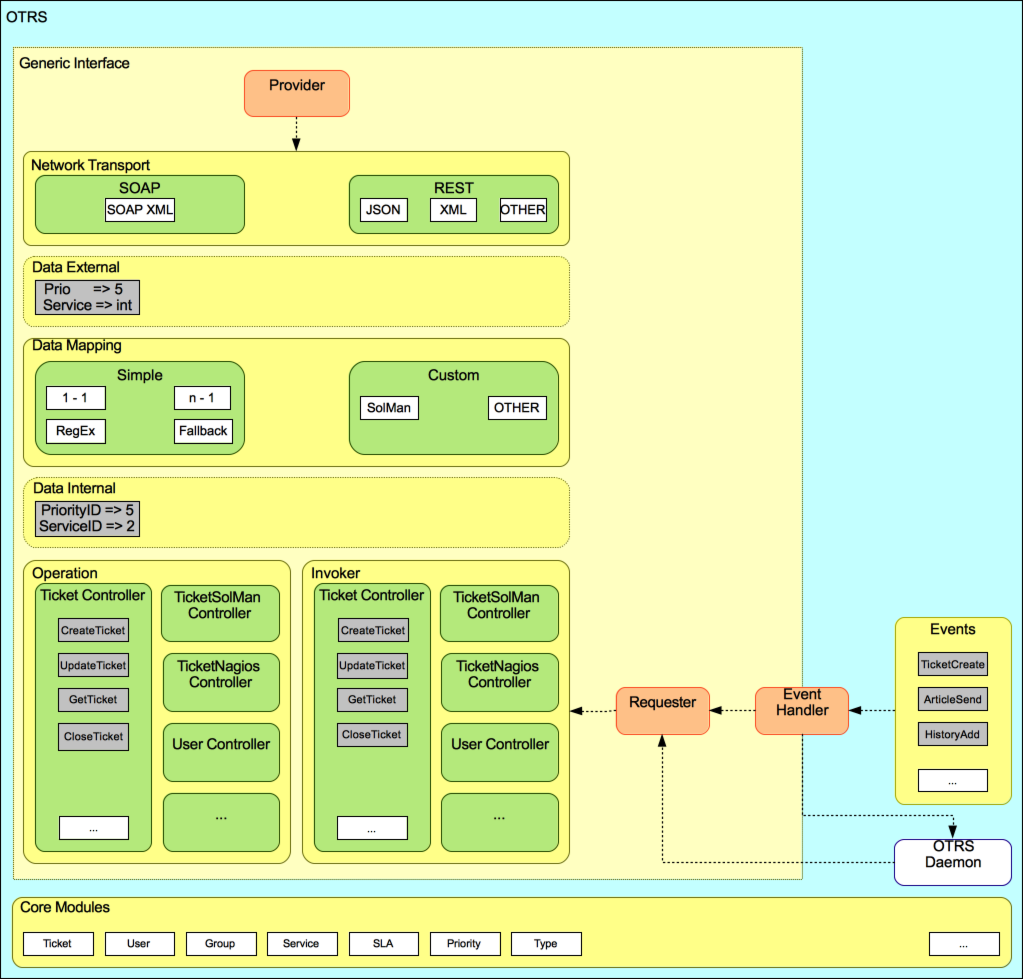 OTRS
Generic Interface
Provider
Network Transport
SOAP
SOAP XML
REST
JSON
XML
OTHER
Data External
Prio => 5
Service => int
Data Mapping
Simple
1 - 1
n - 1
RegEx
Fallback
Custom
SolMan
OTHER
Data Internal
PriorityID => 5
ServiceID => 2
Operation
Ticket Controller
CreateTicket
UpdateTicket
GetTicket
CloseTicket
...
TicketSolMan
Controller
TicketNagios
Controller
User Controller
...
Invoker
Ticket Controller
CreateTicket
UpdateTicket
GetTicket
CloseTicket
...
TicketSolMan
Controller
TicketNagios
Controller
User Controller
...
Requester
Event
Handler
Events
TicketCreate
ArticleSend
HistoryAdd
...
OTRS
Daemon
Core Modules
Ticket
User
Group
Service
SLA
Priority
Type
...